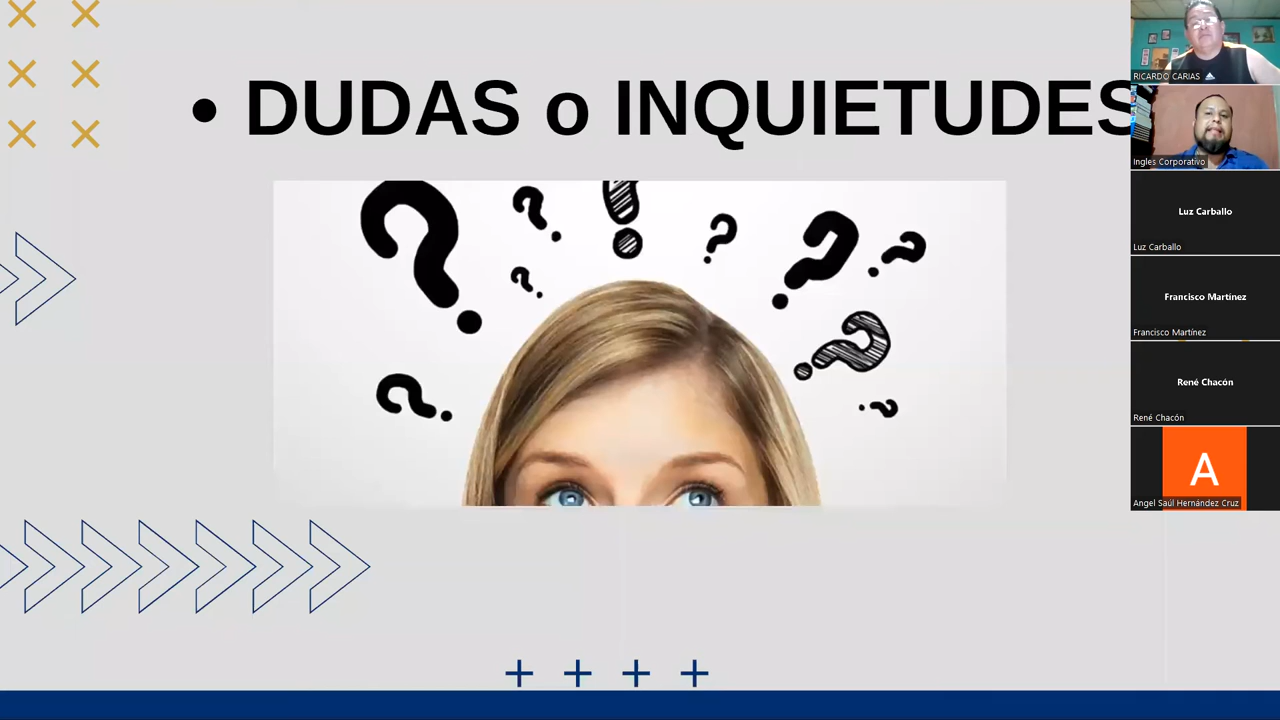 • DUDAS o INQUIETUDES
RICARDO CARIAS
Ingles Corporativo
Luz Carballo
Luz Carballo
Francisco Martínez
Francisco Martínez
René Chacón
René Chacón
A
Angel Saúl Hernández Cruz